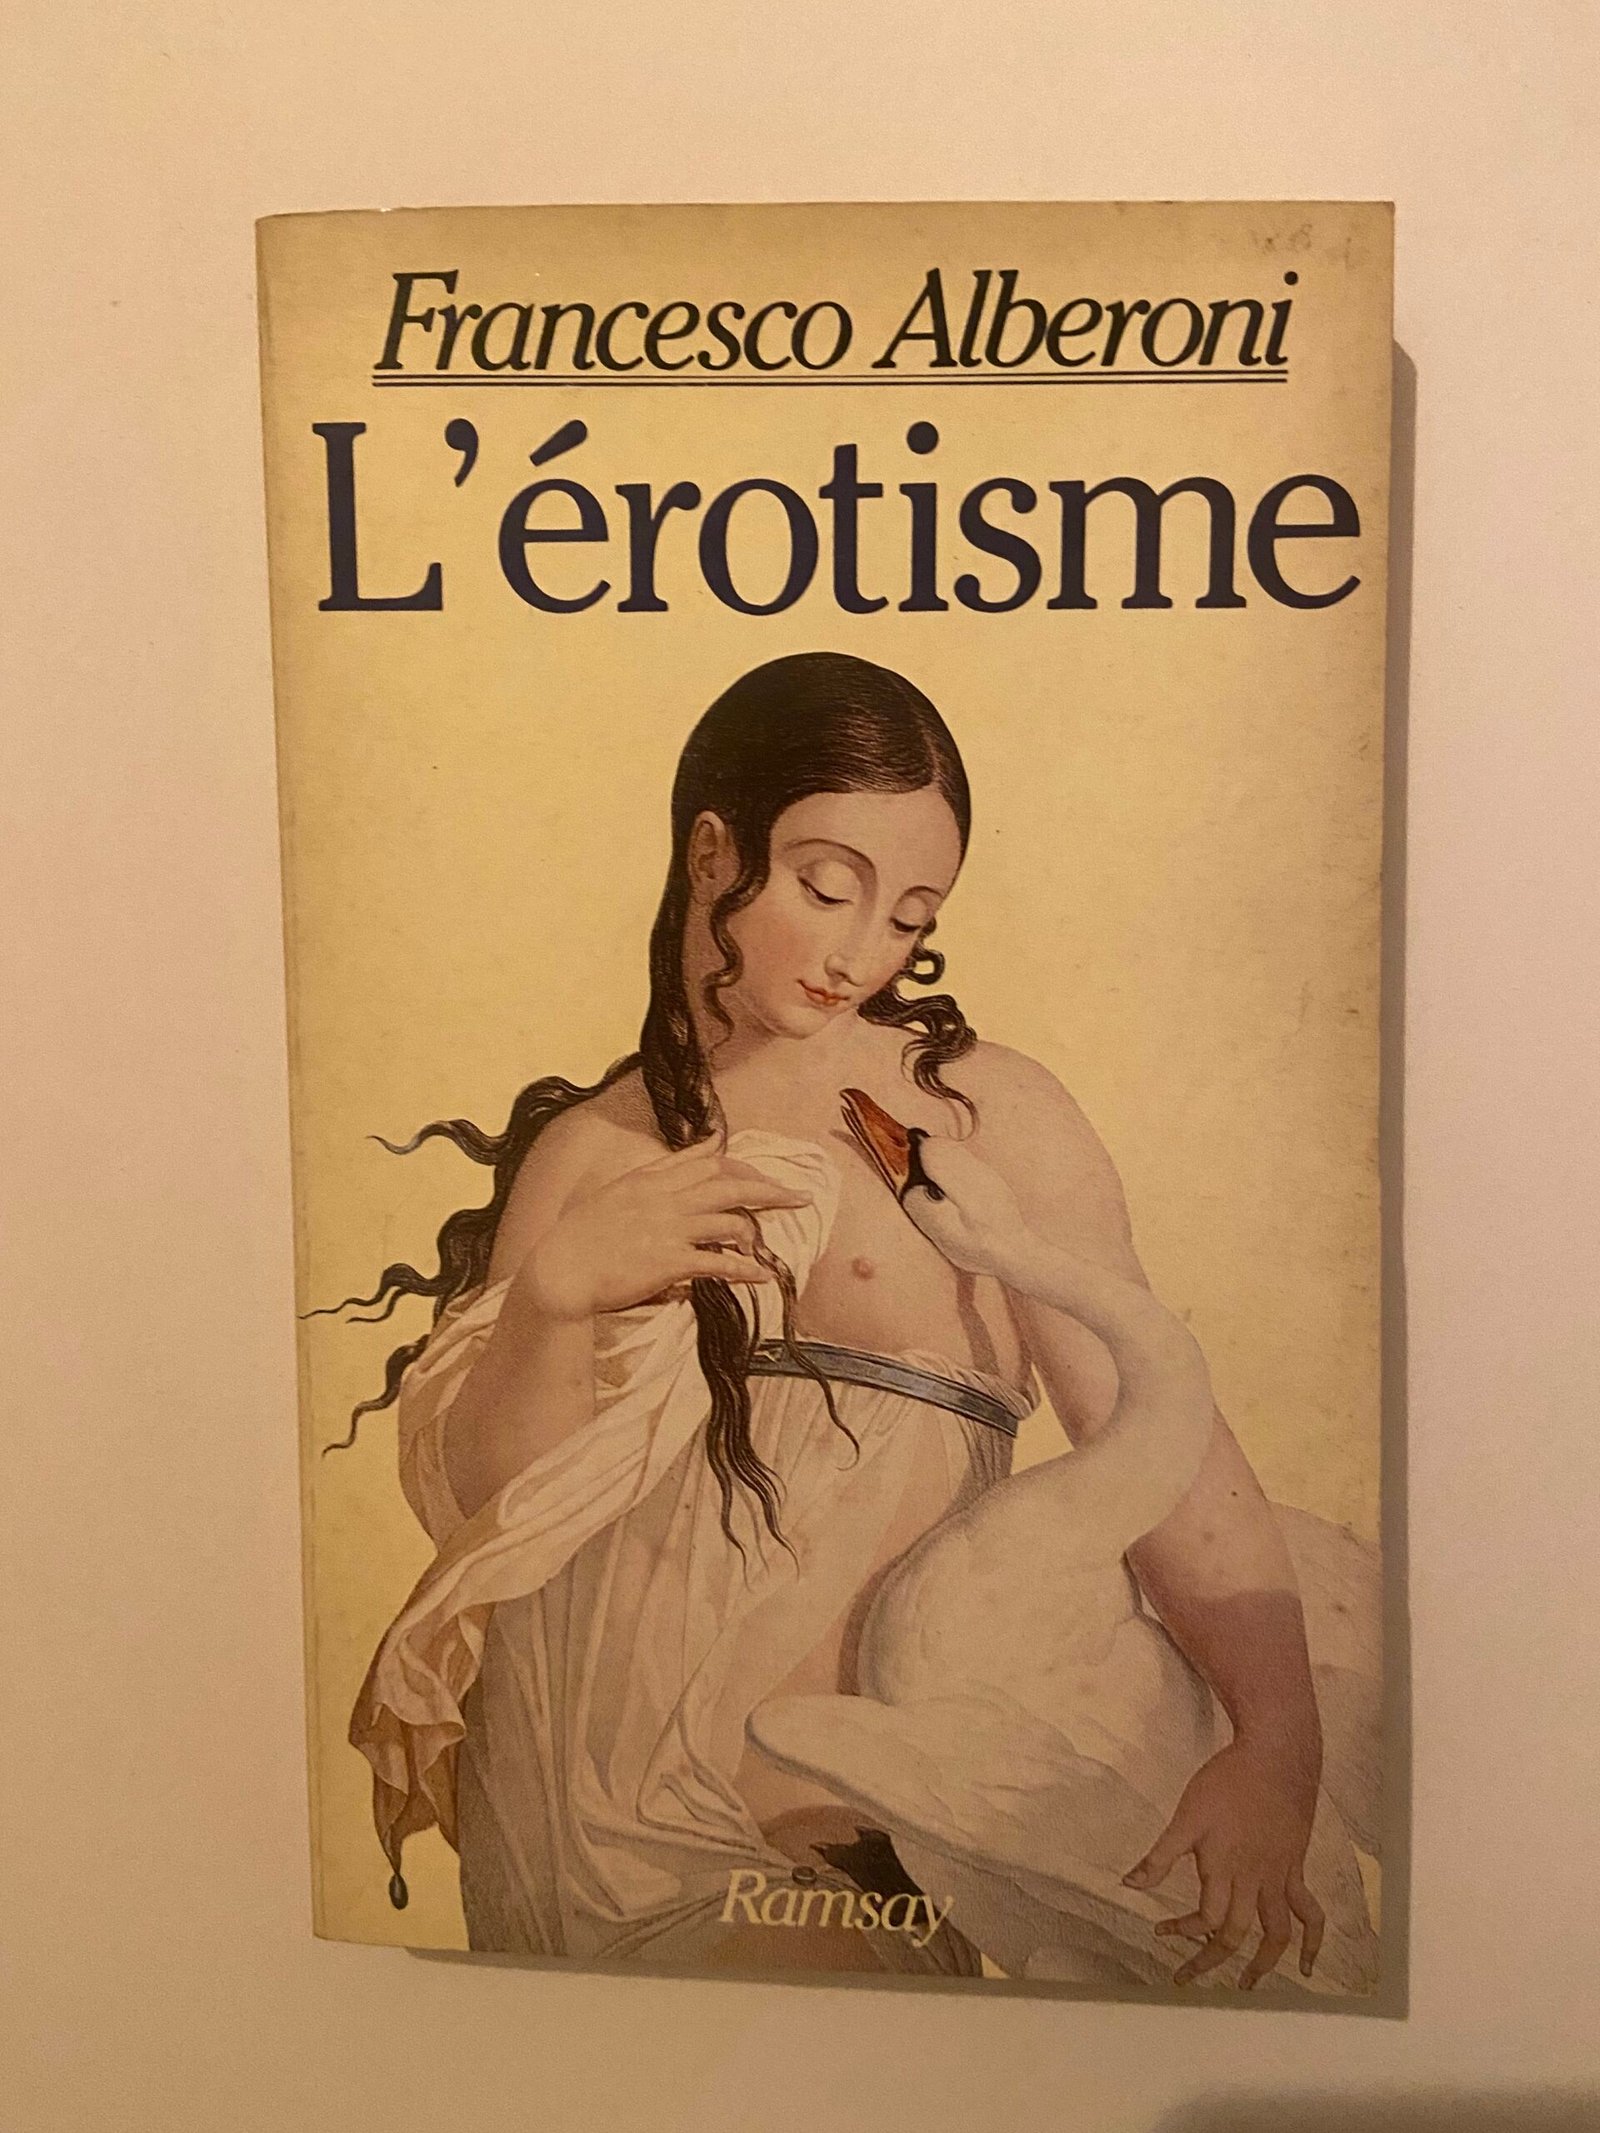 Francesco Alberoni
L'érotisme
Ramsay